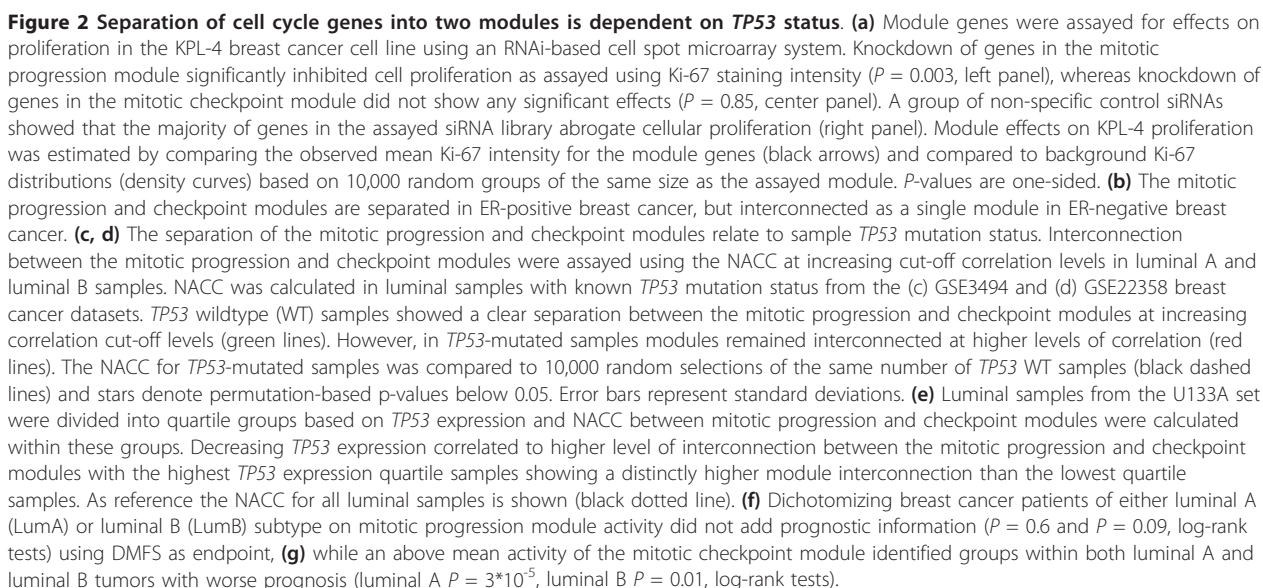 Figure 2 Separation of cell cycle genes into two modules is dependent on TP53 status. (a) Module genes were assayed for effects on
proliferation in the KPL-4 breast cancer cell line using an RNAi-based cell spot microarray system. Knockdown of genes in the mitotic
progression module significantly inhibited cell proliferation as assayed using Ki-67 staining intensity (P = 0.003, left panel), whereas knockdown of
genes in the mitotic checkpoint module did not show any significant effects (P = 0.85, center panel). A group of non-specific control siRNAs
showed that the majority of genes in the assayed siRNA library abrogate cellular proliferation (right panel). Module effects on KPL-4 proliferation
was estimated by comparing the observed mean Ki-67 intensity for the module genes (black arrows) and compared to background Ki-67
distributions (density curves) based on 10,000 random groups of the same size as the assayed module. P-values are one-sided. (b) The mitotic
progression and checkpoint modules are separated in ER-positive breast cancer, but interconnected as a single module in ER-negative breast
cancer. (c, d) The separation of the mitotic progression and checkpoint modules relate to sample TP53 mutation status. Interconnection
between the mitotic progression and checkpoint modules were assayed using the NACC at increasing cut-off correlation levels in luminal A and
luminal B samples. NACC was calculated in luminal samples with known TP53 mutation status from the (c) GSE3494 and (d) GSE22358 breast
cancer datasets. TP53 wildtype (WT) samples showed a clear separation between the mitotic progression and checkpoint modules at increasing
correlation cut-off levels (green lines). However, in TP53-mutated samples modules remained interconnected at higher levels of correlation (red
lines). The NACC for TP53-mutated samples was compared to 10,000 random selections of the same number of TP53 WT samples (black dashed
lines) and stars denote permutation-based p-values below 0.05. Error bars represent standard deviations. (e) Luminal samples from the U133A set
were divided into quartile groups based on TP53 expression and NACC between mitotic progression and checkpoint modules were calculated
within these groups. Decreasing TP53 expression correlated to higher level of interconnection between the mitotic progression and checkpoint
modules with the highest TP53 expression quartile samples showing a distinctly higher module interconnection than the lowest quartile
samples. As reference the NACC for all luminal samples is shown (black dotted line). (f) Dichotomizing breast cancer patients of either luminal A
(LumA) or luminal B (LumB) subtype on mitotic progression module activity did not add prognostic information (P = 0.6 and P = 0.09, log-rank
tests) using DMFS as endpoint, (g) while an above mean activity of the mitotic checkpoint module identified groups within both luminal A and
luminal B tumors with worse prognosis (luminal A P = 3*10⁻⁵, luminal B P = 0.01, log-rank tests).